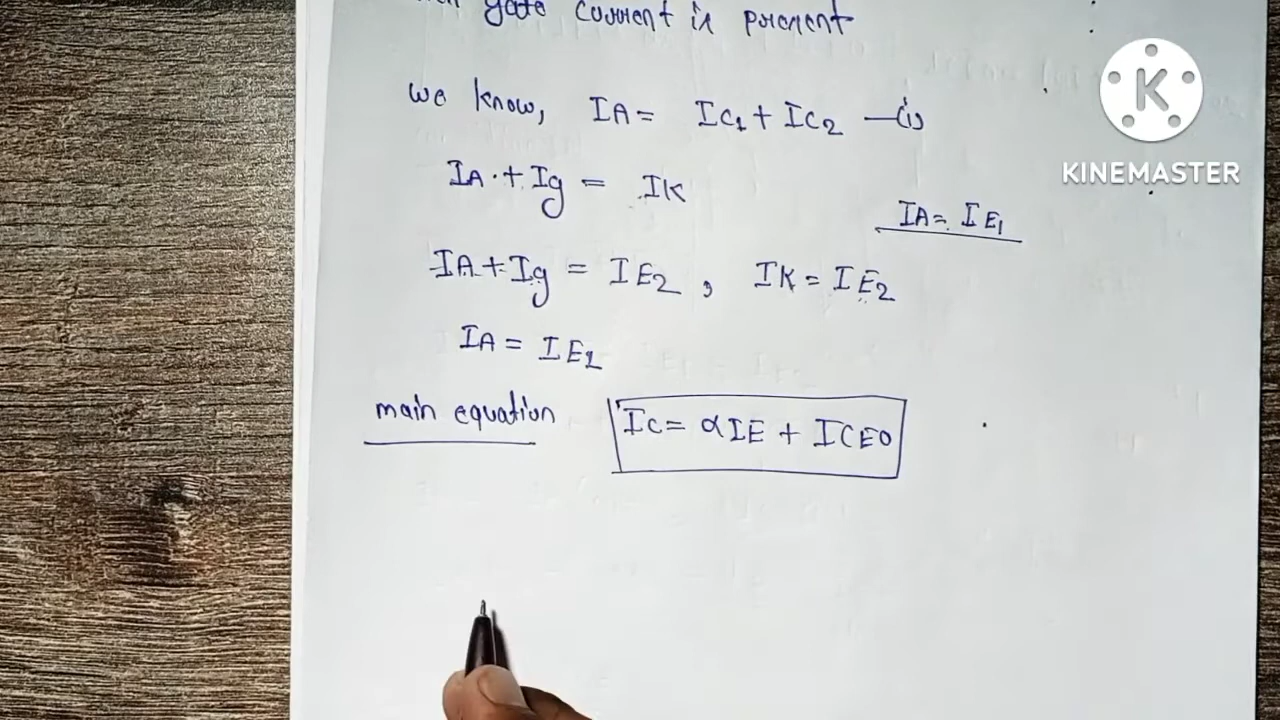 gate current is prement
we know, IA = IC1 + IC2 —(i)
IA + Ig = IK
IA = IE1
IA + Ig = IE2 , IK = IE2
IA = IE1
main equation IC = αIE + ICEO
K
KINEMASTER